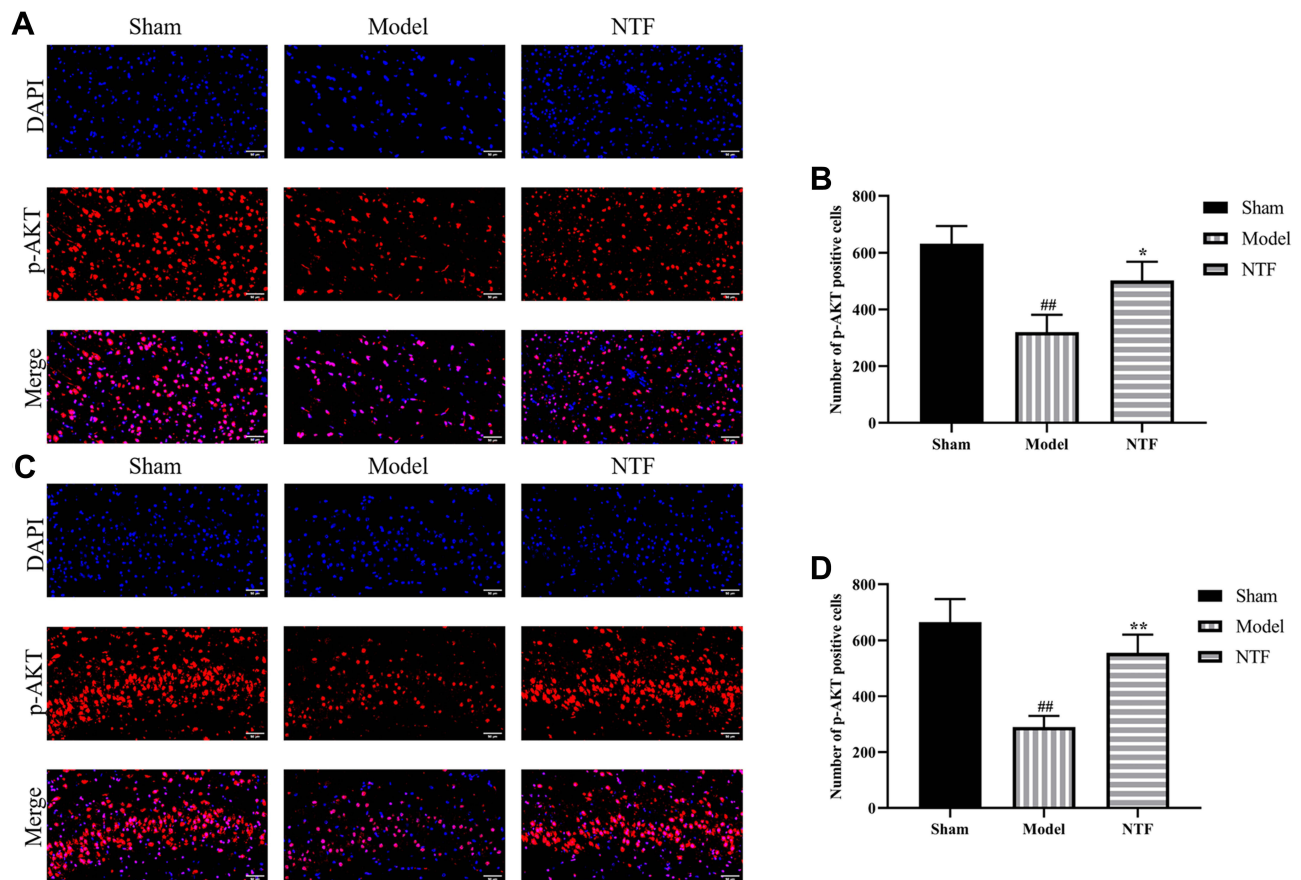 A
Sham Model NTF
DAPI
p-AKT
Merge
B
Number of p-AKT positive cells
800
600
400
200
0
##
*
Sham Model NTF
Sham
Model
NTF
C
Sham Model NTF
DAPI
p-AKT
Merge
D
Number of p-AKT positive cells
800
600
400
200
0
##
**
Sham Model NTF
Sham
Model
NTF